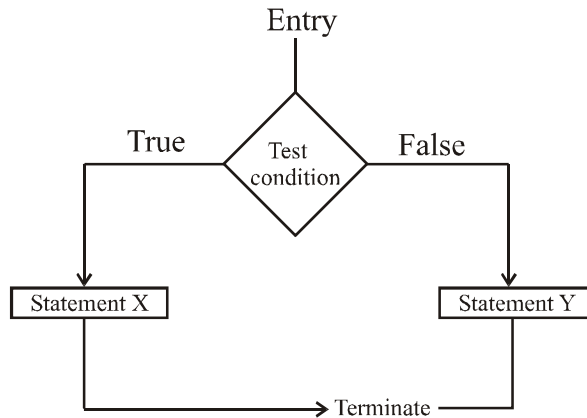 Entry
True
False
Test
condition
Statement X
Statement Y
Terminate